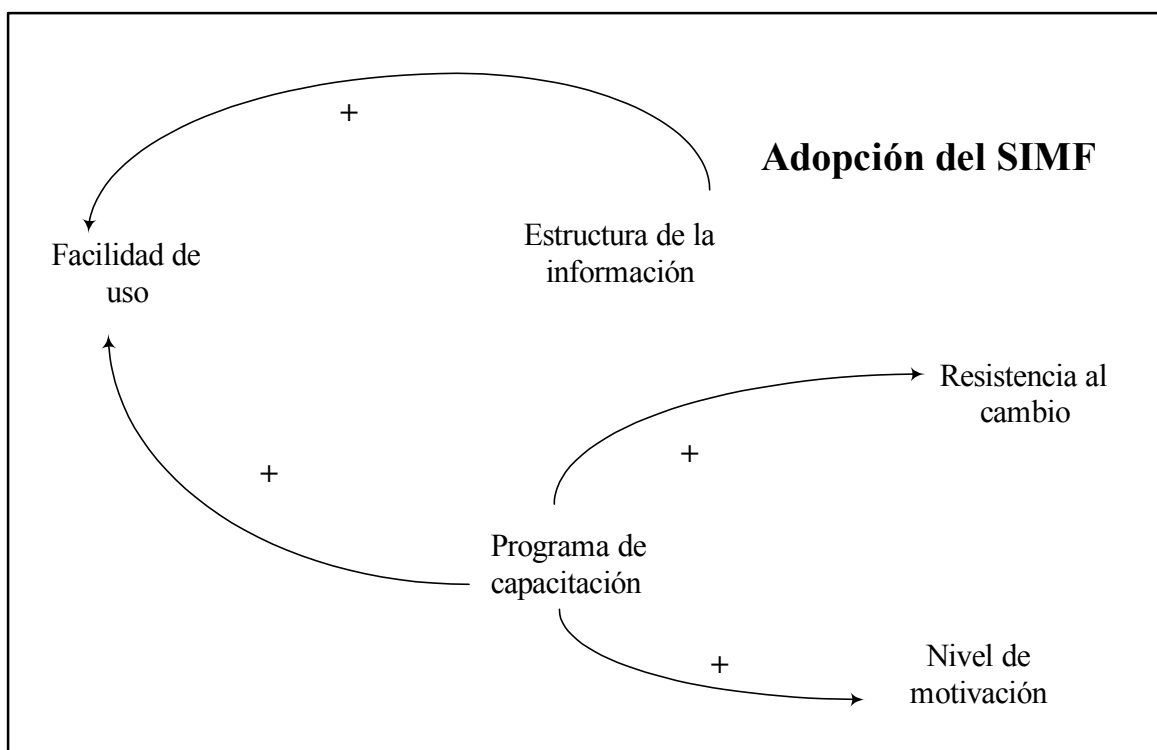 +
Adopción del SIMF
Estructura de la
información
Facilidad de
uso
Resistencia al
cambio
+
+
Programa de
capacitación
Nivel de
motivación
+